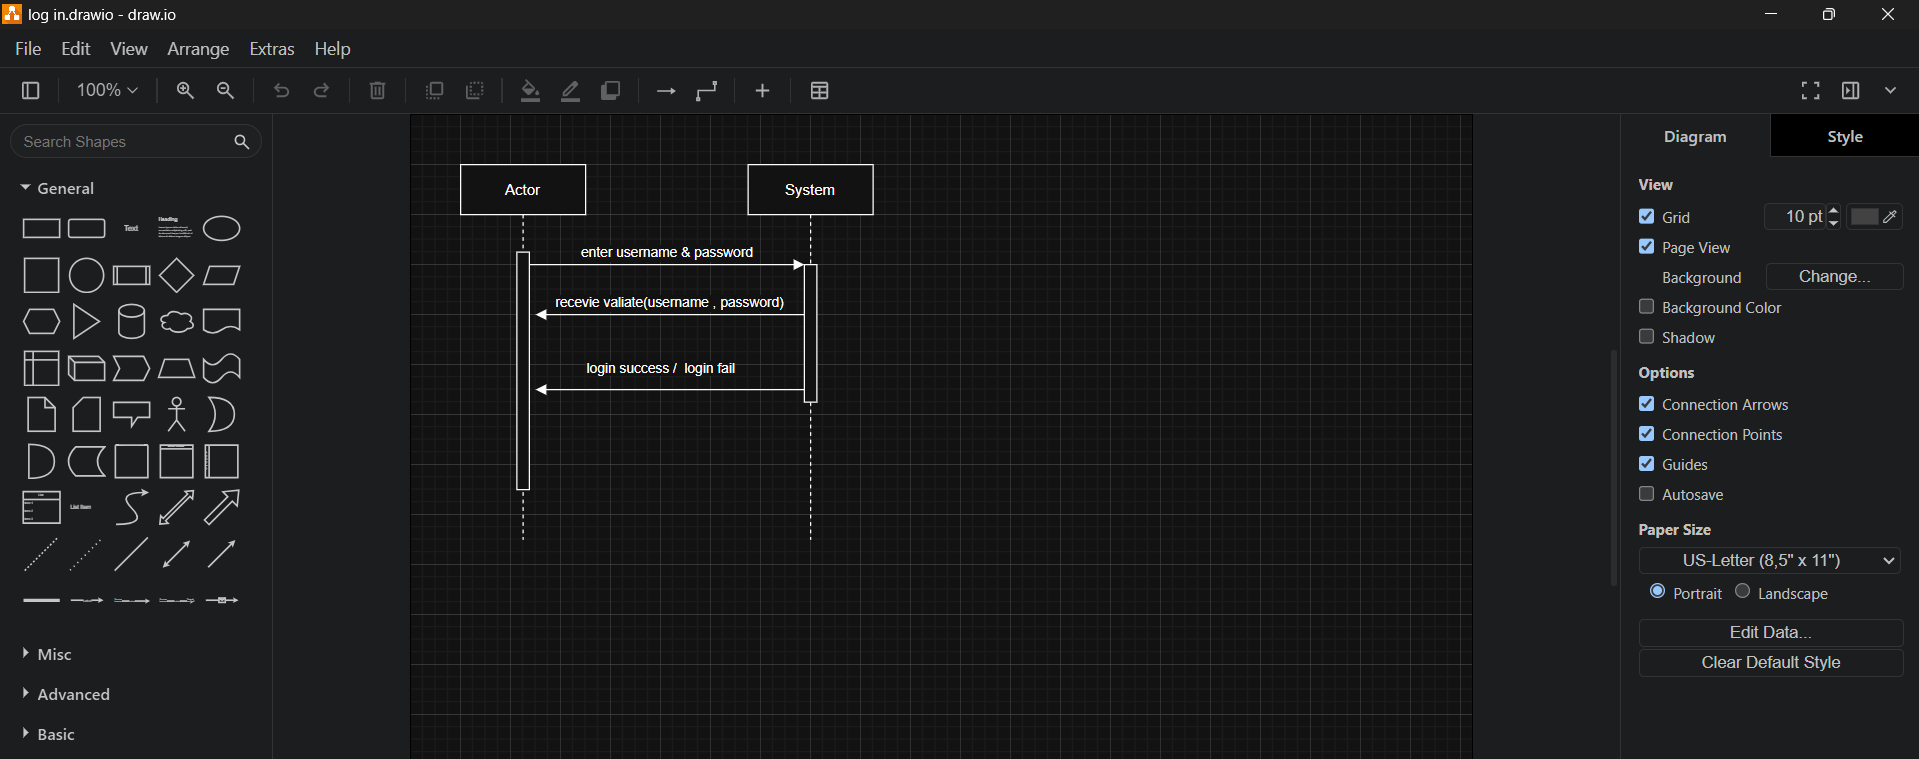 log in.drawio - draw.io
File Edit View Arrange Extras Help
100%
Search Shapes
General
Text
Heading
List Item
Misc
Advanced
Basic
Actor
System
enter username & password
recevie valiate(username , password)
login success / login fail
Diagram
Style
View
Grid
10 pt
Page View
Background
Change...
Background Color
Shadow
Options
Connection Arrows
Connection Points
Guides
Autosave
Paper Size
US-Letter (8,5" x 11")
Portrait
Landscape
Edit Data...
Clear Default Style